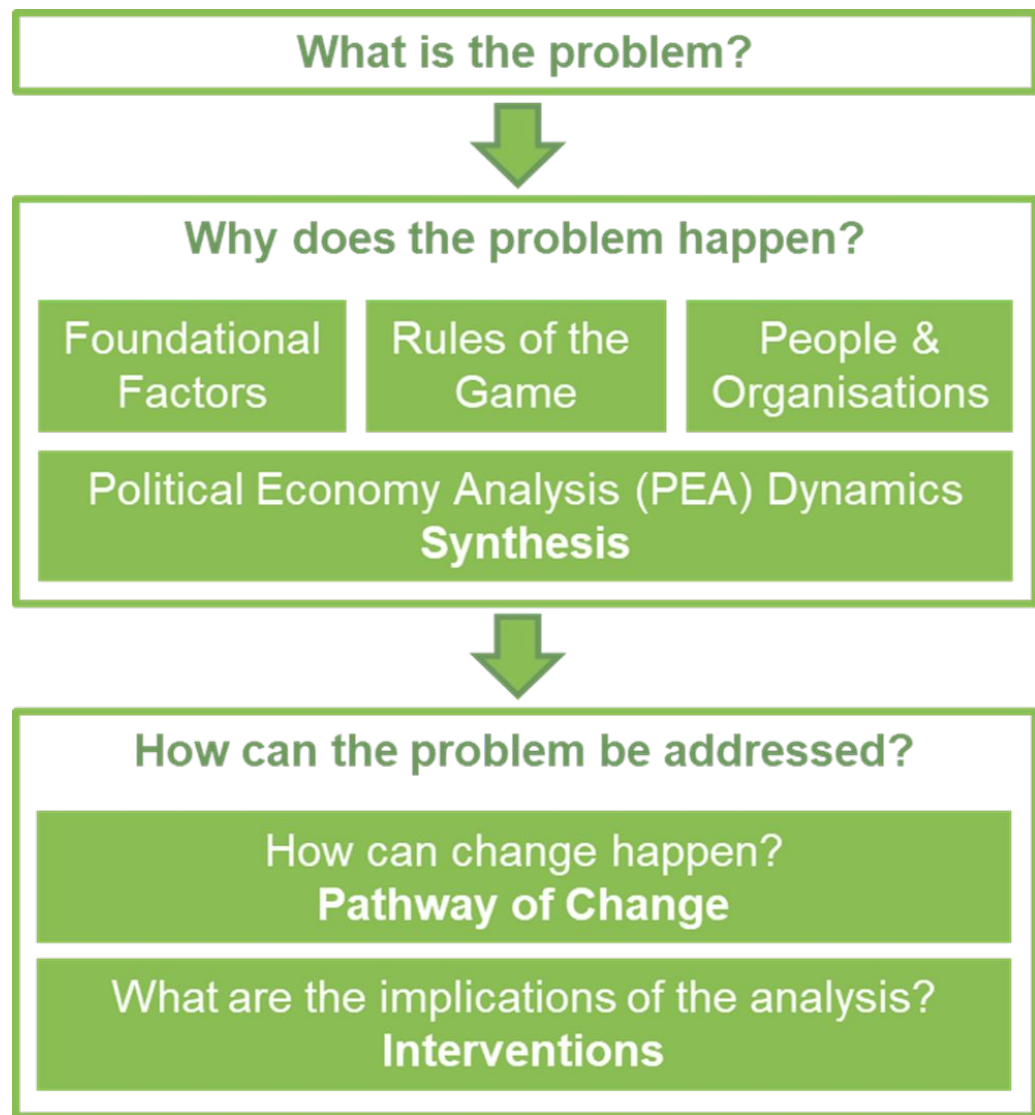 What is the problem?
Why does the problem happen?
Foundational
Factors
Rules of the
Game
People &
Organisations
Political Economy Analysis (PEA) Dynamics
Synthesis
How can the problem be addressed?
How can change happen?
Pathway of Change
What are the implications of the analysis?
Interventions